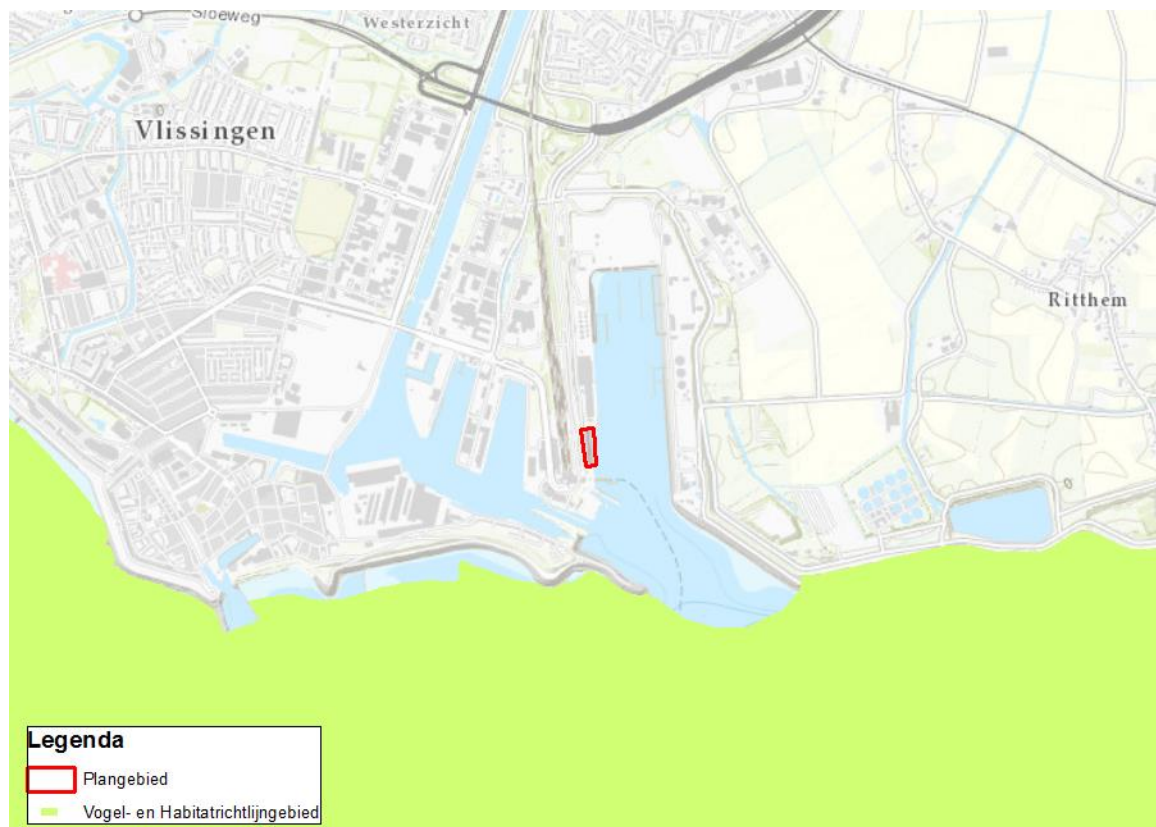 Sloeweg
Westerzicht
Vlissingen
Ritthem
Legenda
Plangebied
Vogel- en Habitatrichtlijngebied